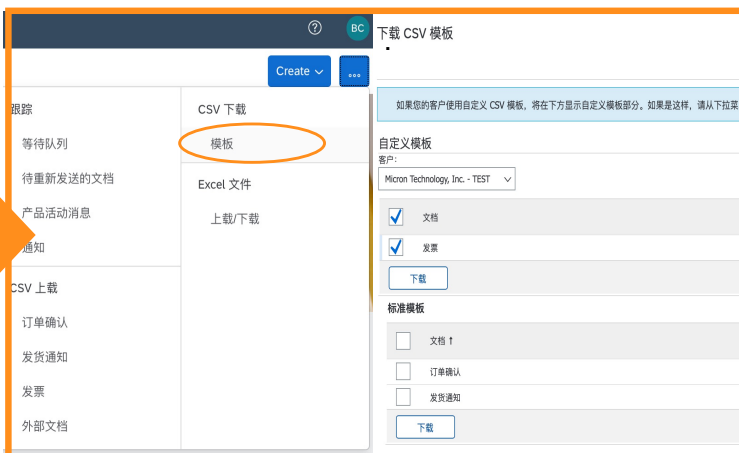 BC
Create
跟踪
等待队列
待重新发送的文档
产品活动消息
通知
CSV 上载
订单确认
发货通知
发票
外部文档
CSV 下载
模板
Excel 文件
上载/下载
下载 CSV 模板
如果您的客户使用自定义 CSV 模板，将在下方显示自定义模板部分。如果是这样，请从下拉菜
自定义模板
客户：
Micron Technology, Inc. - TEST
文档
发票
下载
标准模板
文档 ↑
订单确认
发货通知
下载